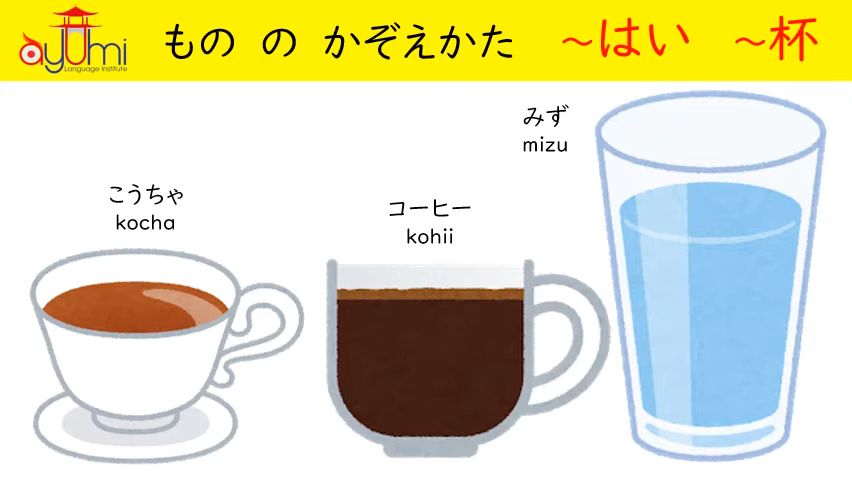 ayumi
Language Institute
もの の かぞえかた ~はい ~杯
みず
mizu
こうちゃ
kocha
コーヒー
kohii